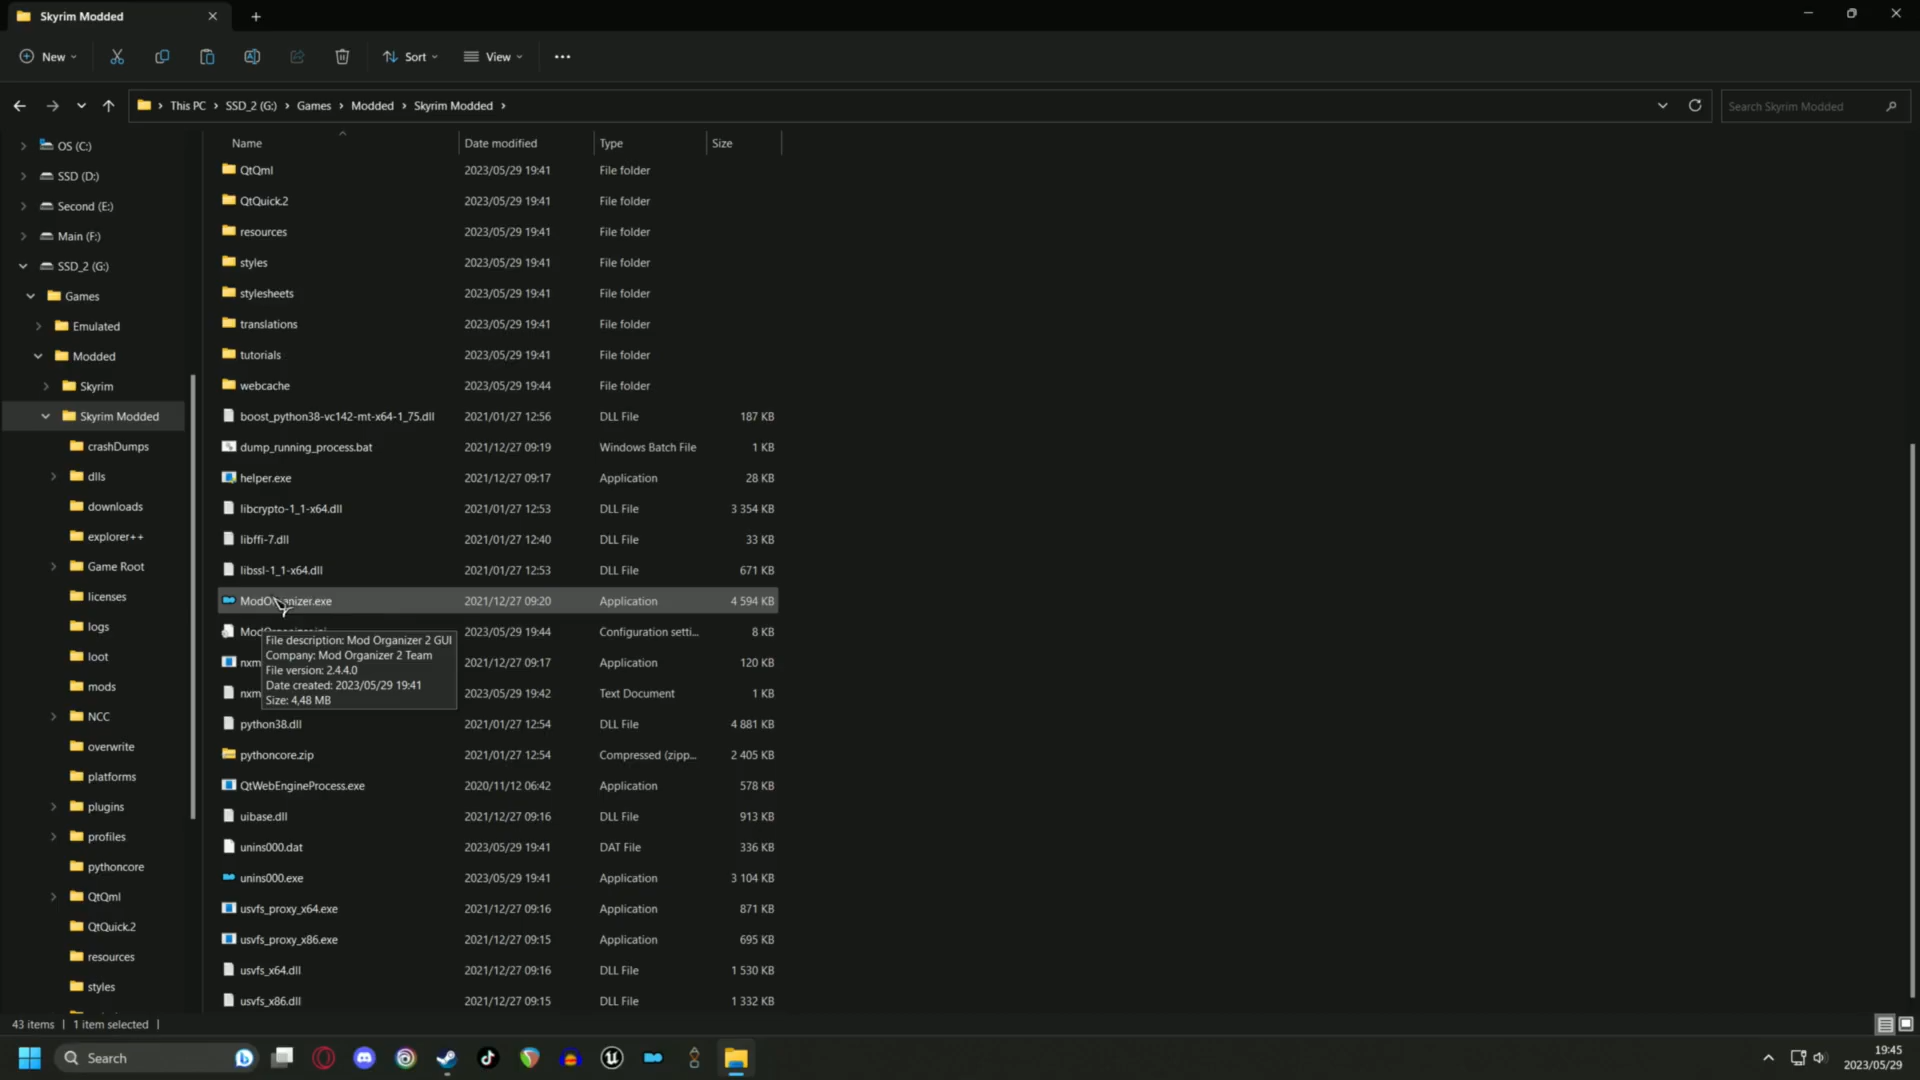 Skyrim Modded
New
Sort
View
This PC > SSD_2 (G:) > Games > Modded > Skyrim Modded >
Search Skyrim Modded
OS (C:)
SSD (D:)
Second (E:)
Main (F:)
SSD_2 (G:)
Games
Emulated
Modded
Skyrim
Skyrim Modded
crashDumps
dlls
downloads
explorer++
Game Root
licenses
logs
loot
mods
NCC
overwrite
platforms
plugins
profiles
pythoncore
QtQml
QtQuick.2
resources
styles
Name Date modified Type Size
QtQml 2023/05/29 19:41 File folder
QtQuick.2 2023/05/29 19:41 File folder
resources 2023/05/29 19:41 File folder
styles 2023/05/29 19:41 File folder
stylesheets 2023/05/29 19:41 File folder
translations 2023/05/29 19:41 File folder
tutorials 2023/05/29 19:41 File folder
webcache 2023/05/29 19:44 File folder
boost_python38-vc142-mt-x64-1_75.dll 2021/01/27 12:56 DLL File 187 KB
dump_running_process.bat 2021/12/27 09:19 Windows Batch File 1 KB
helper.exe 2021/12/27 09:17 Application 28 KB
libcrypto-1_1-x64.dll 2021/01/27 12:53 DLL File 3 354 KB
libffi-7.dll 2021/01/27 12:40 DLL File 33 KB
libssl-1_1-x64.dll 2021/01/27 12:53 DLL File 671 KB
ModOrganizer.exe 2021/12/27 09:20 Application 4 594 KB
2023/05/29 19:44 Configuration setti... 8 KB
nxm 2021/12/27 09:17 Application 120 KB
nxm 2023/05/29 19:42 Text Document 1 KB
File description: Mod Organizer 2 GUI
Company: Mod Organizer 2 Team
File version: 2.4.4.0
Date created: 2023/05/29 19:41
Size: 4,48 MB
python38.dll 2021/01/27 12:54 DLL File 4 881 KB
pythoncore.zip 2021/01/27 12:54 Compressed (zipp... 2 405 KB
QtWebEngineProcess.exe 2020/11/12 06:42 Application 578 KB
uibase.dll 2021/12/27 09:16 DLL File 913 KB
unins000.dat 2023/05/29 19:41 DAT File 336 KB
unins000.exe 2023/05/29 19:41 Application 3 104 KB
usvfs_proxy_x64.exe 2021/12/27 09:16 Application 871 KB
usvfs_proxy_x86.exe 2021/12/27 09:15 Application 695 KB
usvfs_x64.dll 2021/12/27 09:16 DLL File 1 530 KB
usvfs_x86.dll 2021/12/27 09:15 DLL File 1 332 KB
43 items | 1 item selected |
Search
19:45
2023/05/29